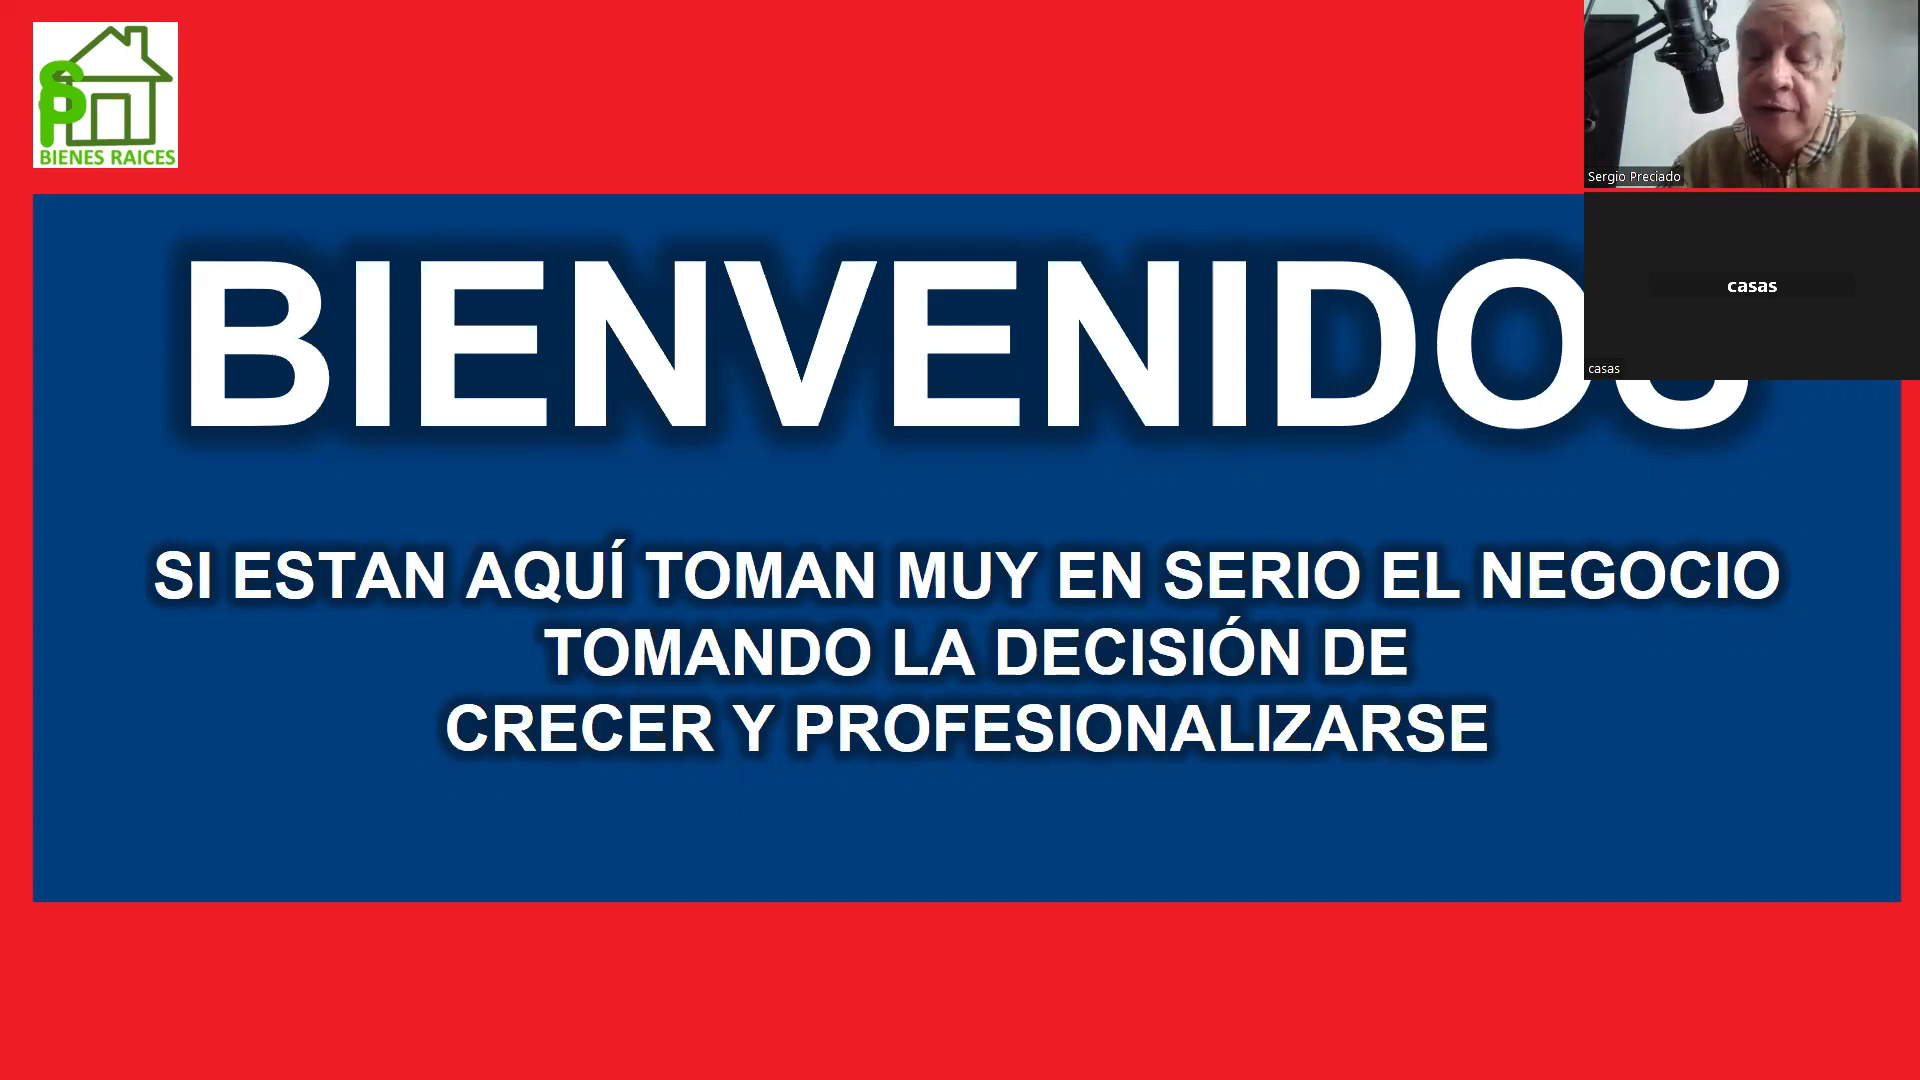 SP
BIENES RAICES
Sergio Preciado
casas
casas
BIENVENIDOS
SI ESTAN AQUÍ TOMAN MUY EN SERIO EL NEGOCIO
TOMANDO LA DECISIÓN DE
CRECER Y PROFESIONALIZARSE